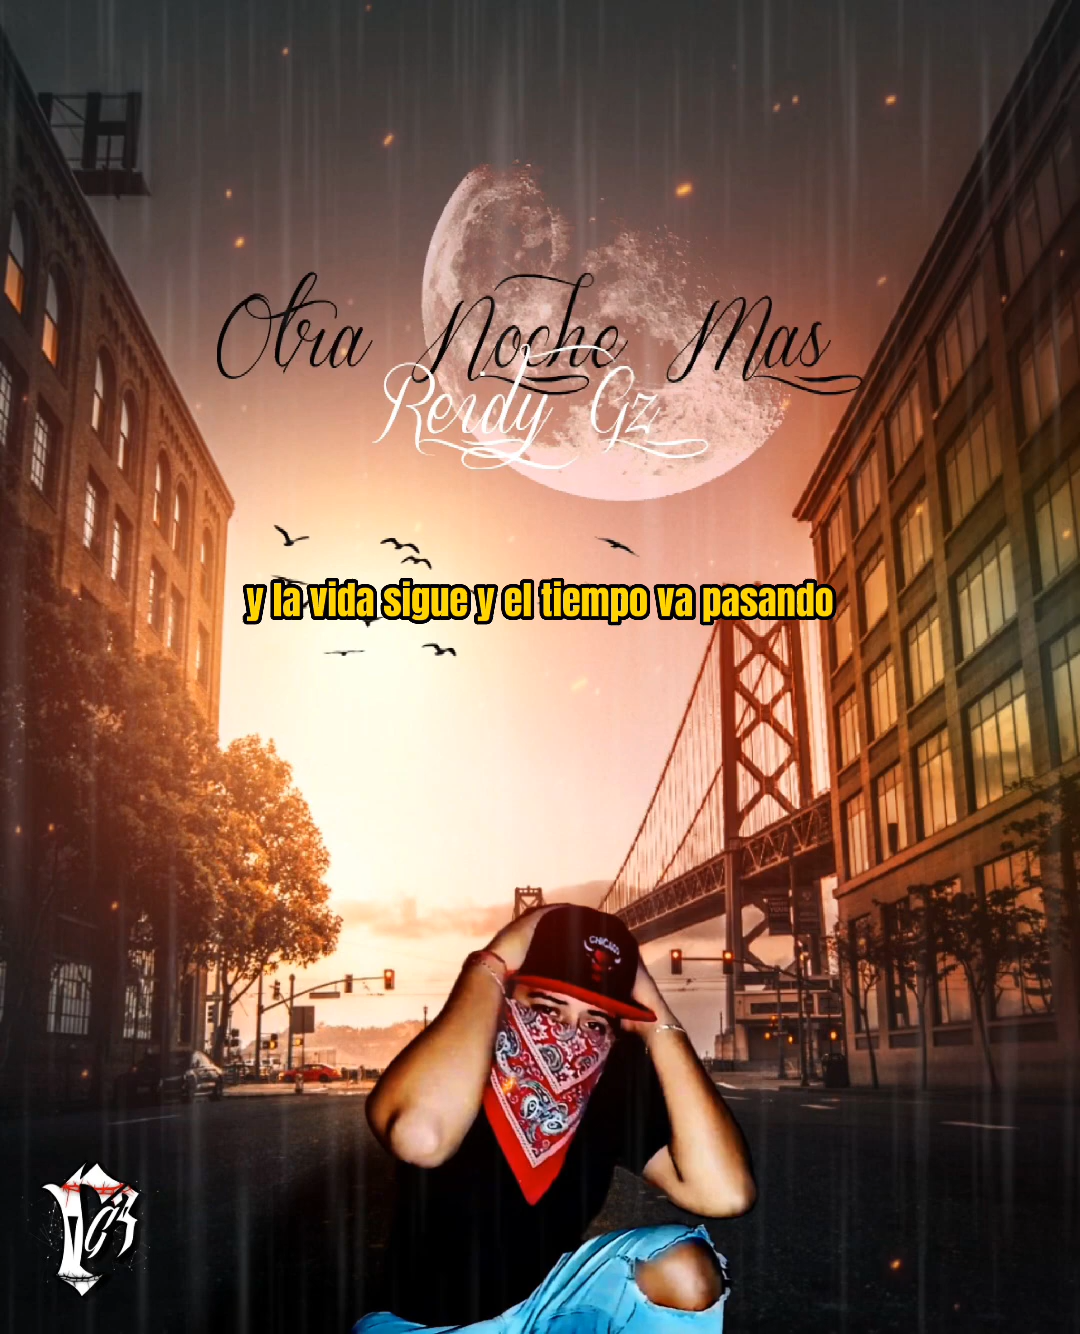 Otra Noche Mas
Reidy Gz
y la vida sigue y el tiempo va pasando
CHICAGO